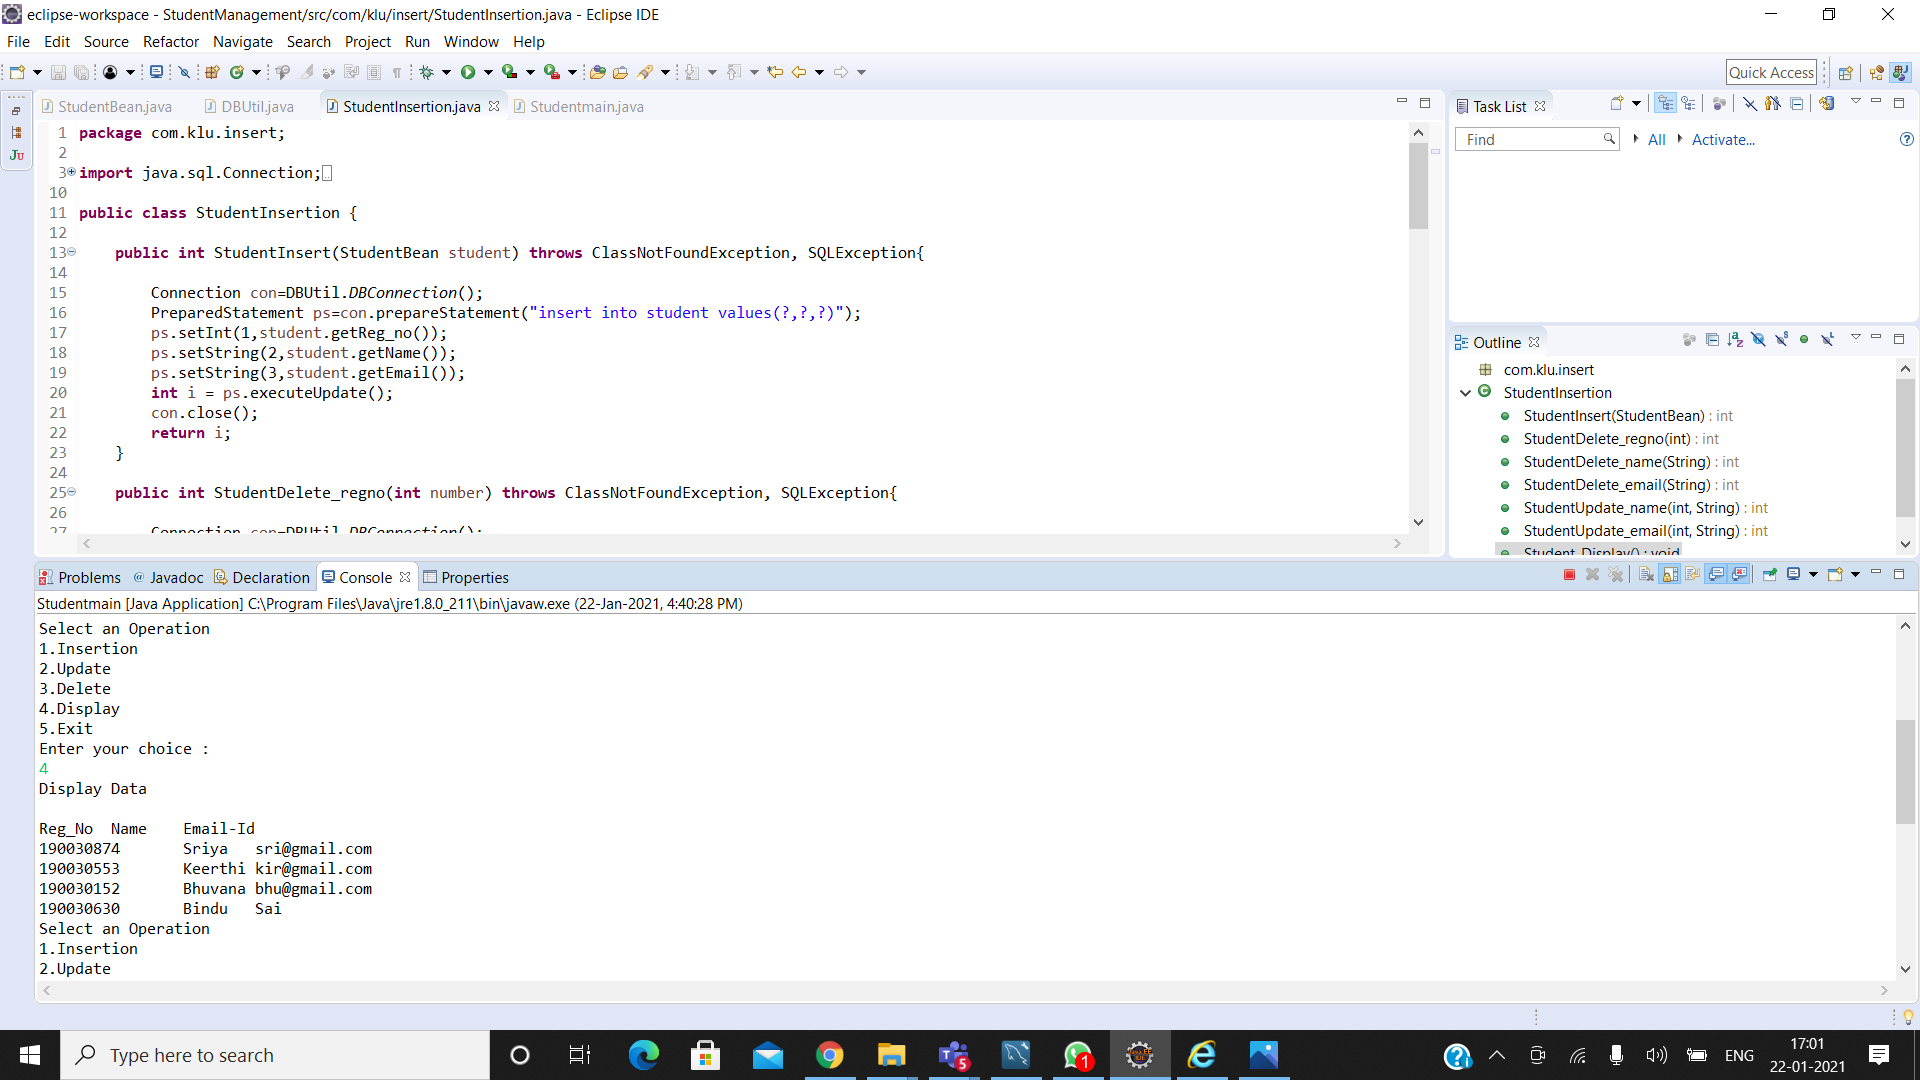 eclipse-workspace - StudentManagement/src/com/klu/insert/StudentInsertion.java - Eclipse IDE
File Edit Source Refactor Navigate Search Project Run Window Help
Quick Access
StudentBean.java DBUtil.java StudentInsertion.java Studentmain.java
1 package com.klu.insert;
2
3 import java.sql.Connection;
10
11 public class StudentInsertion {
12
13 public int StudentInsert(StudentBean student) throws ClassNotFoundException, SQLException{
14
15 Connection con=DBUtil.DBConnection();
16 PreparedStatement ps=con.prepareStatement("insert into student values(?,?,?)");
17 ps.setInt(1,student.getReg_no());
18 ps.setString(2,student.getName());
19 ps.setString(3,student.getEmail());
20 int i = ps.executeUpdate();
21 con.close();
22 return i;
23 }
24
25 public int StudentDelete_regno(int number) throws ClassNotFoundException, SQLException{
26
27 Connection con=DBUtil.DBConnection();
Task List
Find All Activate...
Outline
com.klu.insert
StudentInsertion
StudentInsert(StudentBean) : int
StudentDelete_regno(int) : int
StudentDelete_name(String) : int
StudentDelete_email(String) : int
StudentUpdate_name(int, String) : int
StudentUpdate_email(int, String) : int
Student_Display() : void
Problems Javadoc Declaration Console Properties
Studentmain [Java Application] C:\Program Files\Java\jre1.8.0_211\bin\javaw.exe (22-Jan-2021, 4:40:28 PM)
Select an Operation
1.Insertion
2.Update
3.Delete
4.Display
5.Exit
Enter your choice :
4
Display Data
Reg_No Name Email-Id
190030874 Sriya sri@gmail.com
190030553 Keerthi kir@gmail.com
190030152 Bhuvana bhu@gmail.com
190030630 Bindu Sai
Select an Operation
1.Insertion
2.Update
Type here to search
5
1
ENG
17:01
22-01-2021